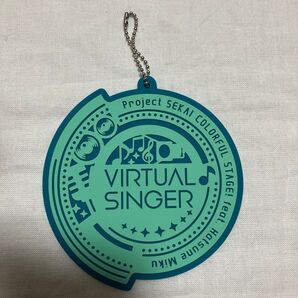 Project SEKAI COLORFUL STAGE! feat. Hatsune Miku
VIRTUAL
SINGER